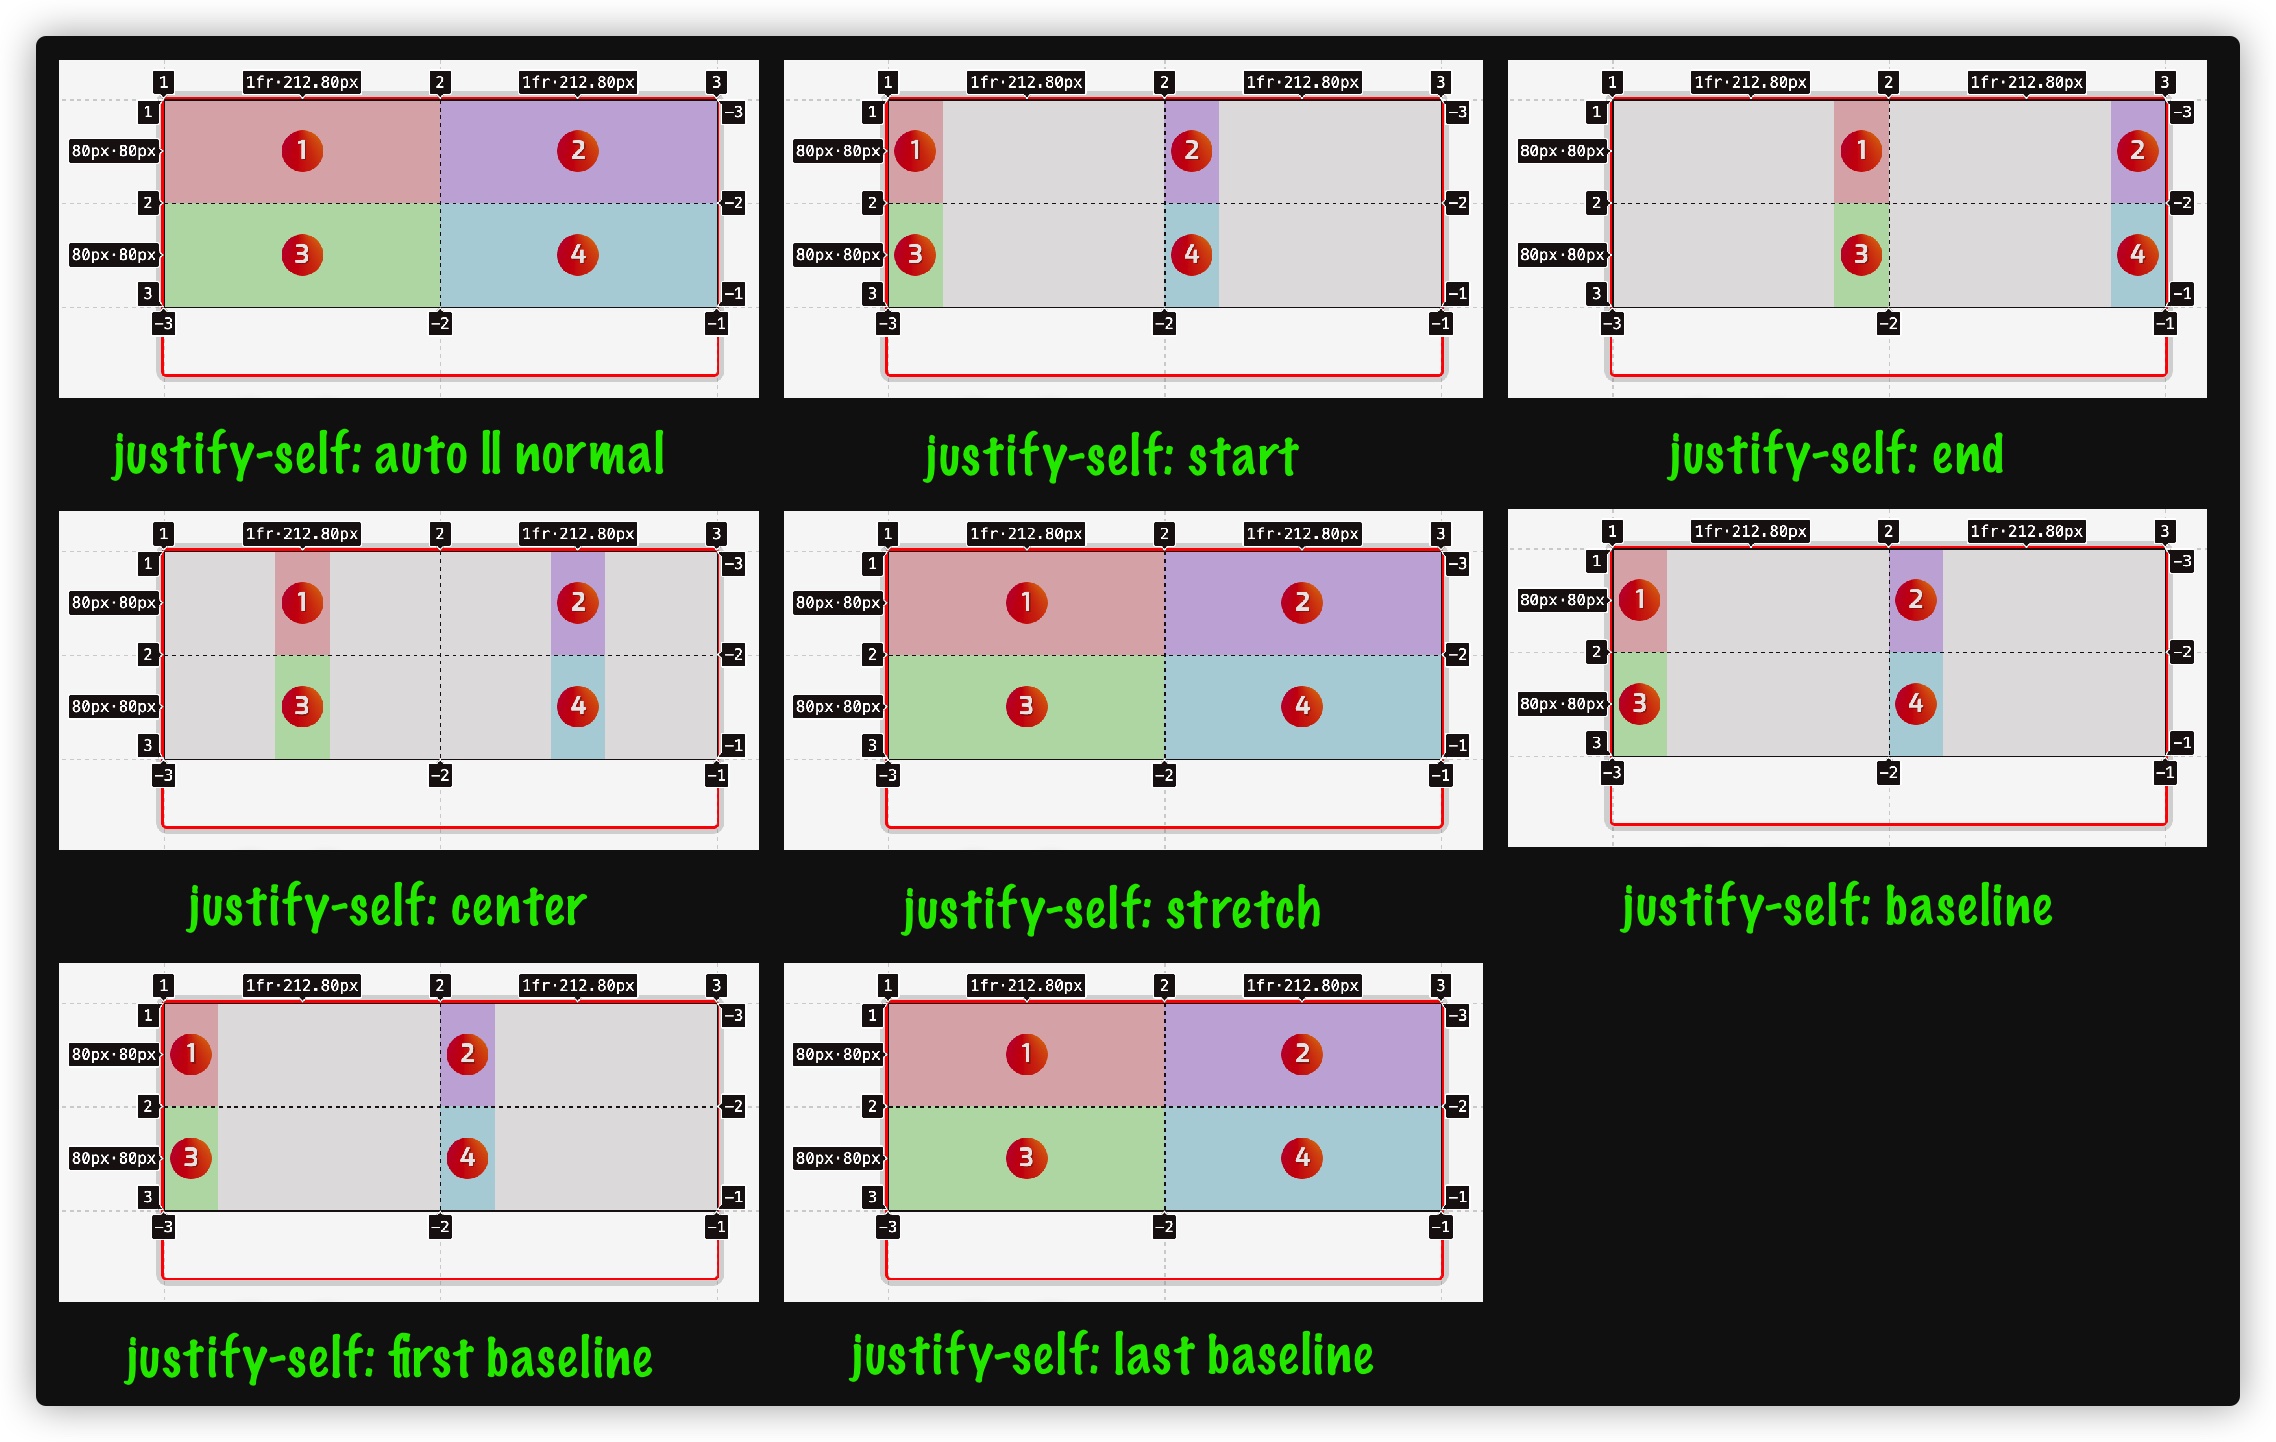 1 1fr·212.80px 2 1fr·212.80px 3
1 −3
80px·80px 1 2
2 −2
80px·80px 3 4
3 −1
−3 −2 −1
justify-self: auto || normal
1 1fr·212.80px 2 1fr·212.80px 3
1 −3
80px·80px 1 2
2 −2
80px·80px 3 4
3 −1
−3 −2 −1
justify-self: start
1 1fr·212.80px 2 1fr·212.80px 3
1 −3
80px·80px 1 2
2 −2
80px·80px 3 4
3 −1
−3 −2 −1
justify-self: end
1 1fr·212.80px 2 1fr·212.80px 3
1 −3
80px·80px 1 2
2 −2
80px·80px 3 4
3 −1
−3 −2 −1
justify-self: center
1 1fr·212.80px 2 1fr·212.80px 3
1 −3
80px·80px 1 2
2 −2
80px·80px 3 4
3 −1
−3 −2 −1
justify-self: stretch
1 1fr·212.80px 2 1fr·212.80px 3
1 −3
80px·80px 1 2
2 −2
80px·80px 3 4
3 −1
−3 −2 −1
justify-self: baseline
1 1fr·212.80px 2 1fr·212.80px 3
1 −3
80px·80px 1 2
2 −2
80px·80px 3 4
3 −1
−3 −2 −1
justify-self: first baseline
1 1fr·212.80px 2 1fr·212.80px 3
1 −3
80px·80px 1 2
2 −2
80px·80px 3 4
3 −1
−3 −2 −1
justify-self: last baseline